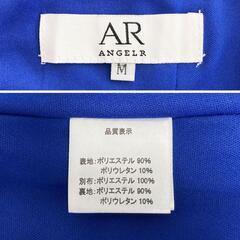 AR
ANGELR
M
品質表示
表地:ポリエステル 90%
ポリウレタン 10%
別布:ポリエステル 100%
裏地:ポリエステル 90%
ポリウレタン 10%